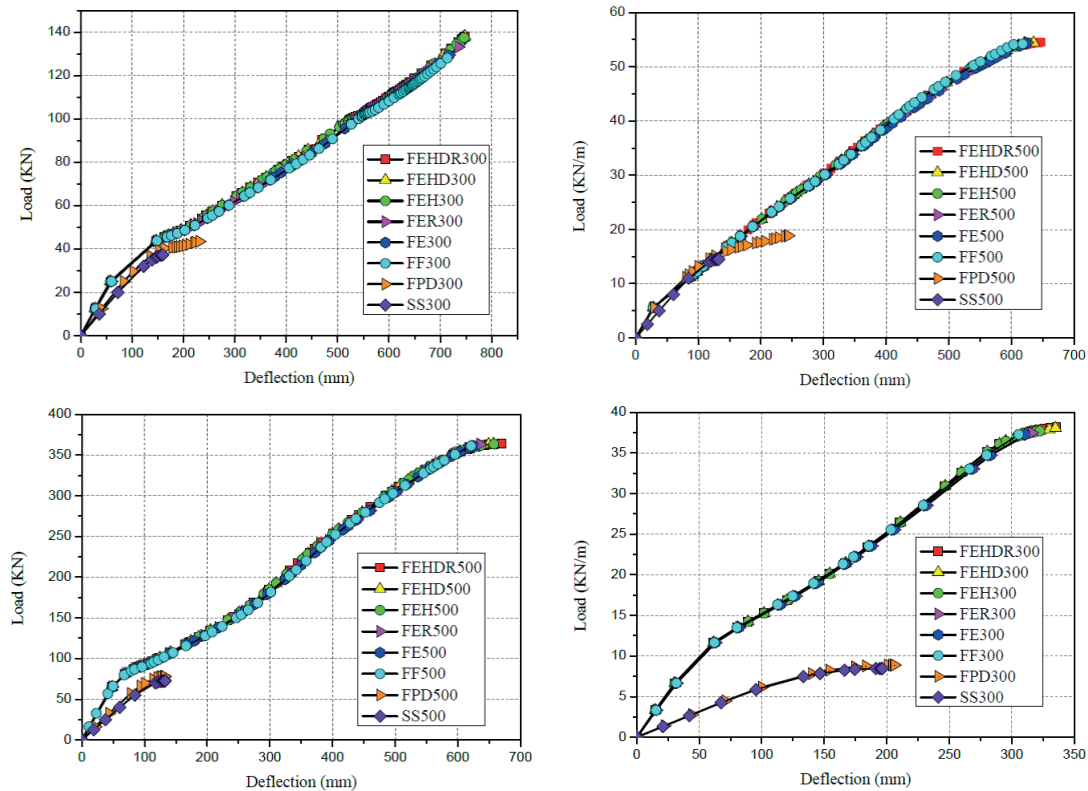 140
120
100
80
60
40
20
0
Load (KN)
0 100 200 300 400 500 600 700 800
Deflection (mm)
FEHDR300
FEHD300
FEH300
FER300
FE300
FF300
FPD300
SS300
60
50
40
30
20
10
0
Load (KN/m)
0 100 200 300 400 500 600 700
Deflection (mm)
FEHDR500
FEHD500
FEH500
FER500
FE500
FF500
FPD500
SS500
400
350
300
250
200
150
100
50
0
Load (KN)
0 100 200 300 400 500 600 700
Deflection (mm)
FEHDR500
FEHD500
FEH500
FER500
FE500
FF500
FPD500
SS500
40
35
30
25
20
15
10
5
0
Load (KN/m)
0 50 100 150 200 250 300 350
Deflection (mm)
FEHDR300
FEHD300
FEH300
FER300
FE300
FF300
FPD300
SS300